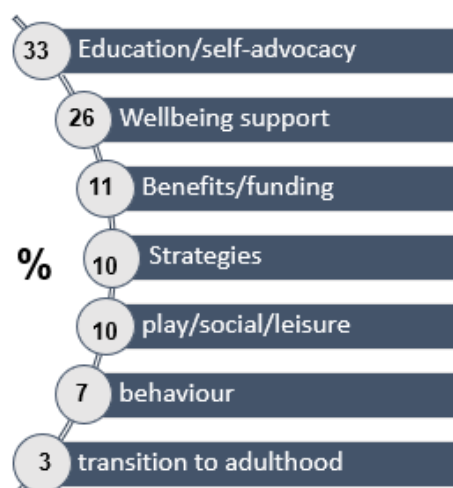 33 Education/self-advocacy
26 Wellbeing support
11 Benefits/funding
%
10 Strategies
10 play/social/leisure
7 behaviour
3 transition to adulthood